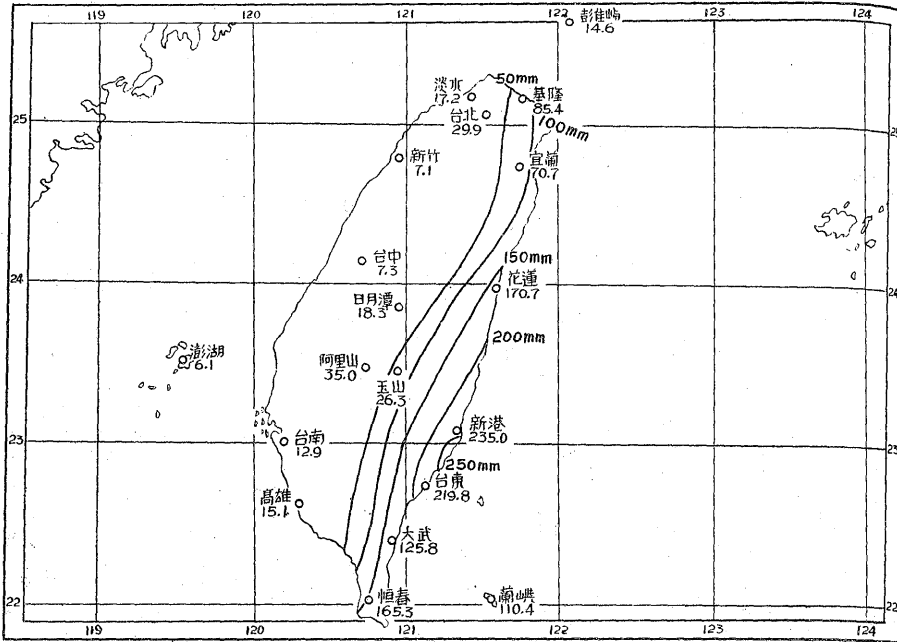 119 120 121 122 123 124
彭佳嶼
14.6
50mm
淡水
17.2
基隆
85.4
台北
29.9
100mm
25
新竹
7.1
宜蘭
70.7
台中
7.3
150mm
花蓮
170.7
24 24
日月潭
18.3
200mm
澎湖
6.1
阿里山
35.0
玉山
26.3
新港
235.0
23 23
台南
12.9
250mm
台東
219.8
高雄
15.1
大武
125.8
22 22
恒春
165.3
蘭嶼
110.4
119 120 121 122 123 124